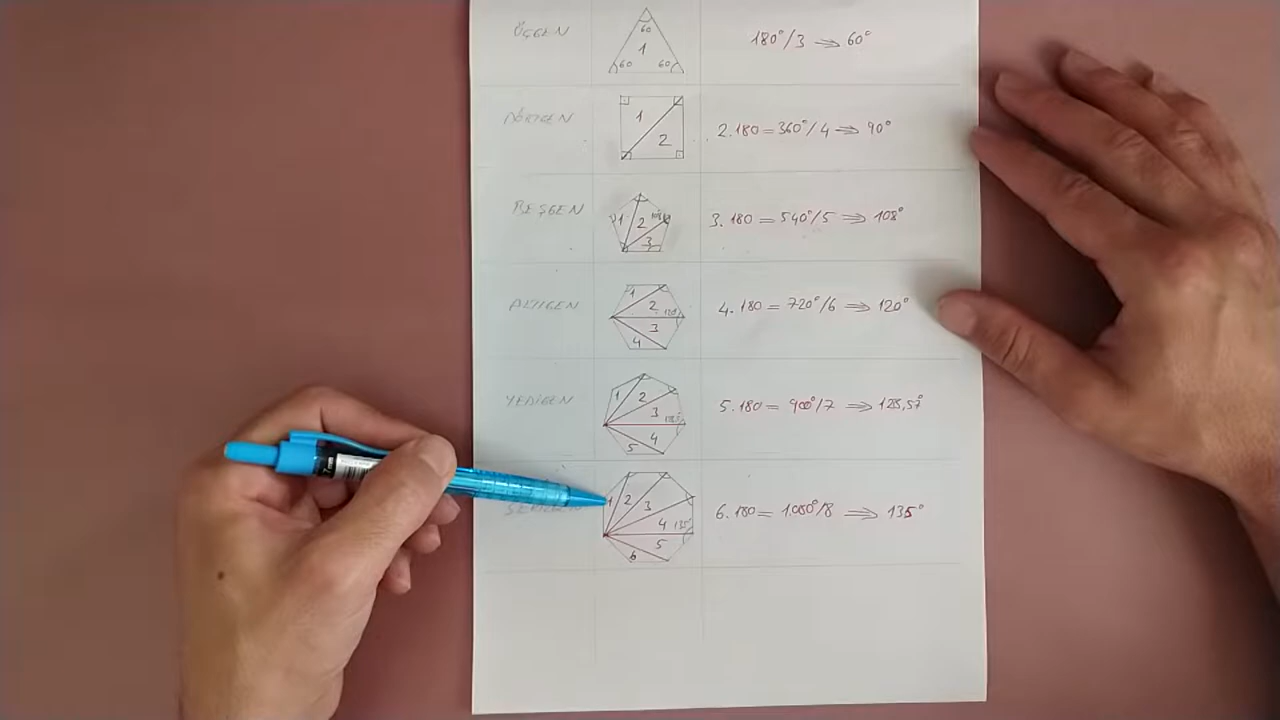 ÜÇGEN
60
1
60 60
180°/3 ⇒ 60°
DÖRTGEN
1
2
2.180=360°/4 ⇒ 90°
BEŞGEN
1
2
3
3.180=540°/5 ⇒ 108°
ALTIGEN
1
2
120°
3
4
4.180=720°/6 ⇒ 120°
YEDİGEN
1
2
3
4
5
5.180=900°/7 ⇒ 128,57°
1
2
3
4 135°
5
6
6.180=1.080°/8 ⇒ 135°